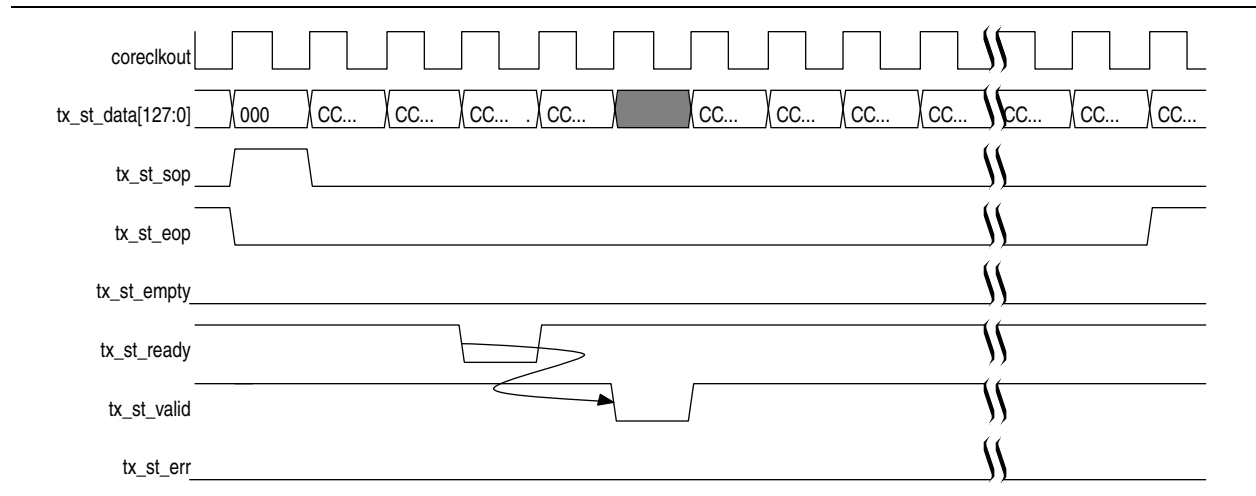 coreclkout
tx_st_data[127:0] 000 CC... CC... CC... . CC... CC... CC... CC... CC... CC... CC... CC...
tx_st_sop
tx_st_eop
tx_st_empty
tx_st_ready
tx_st_valid
tx_st_err